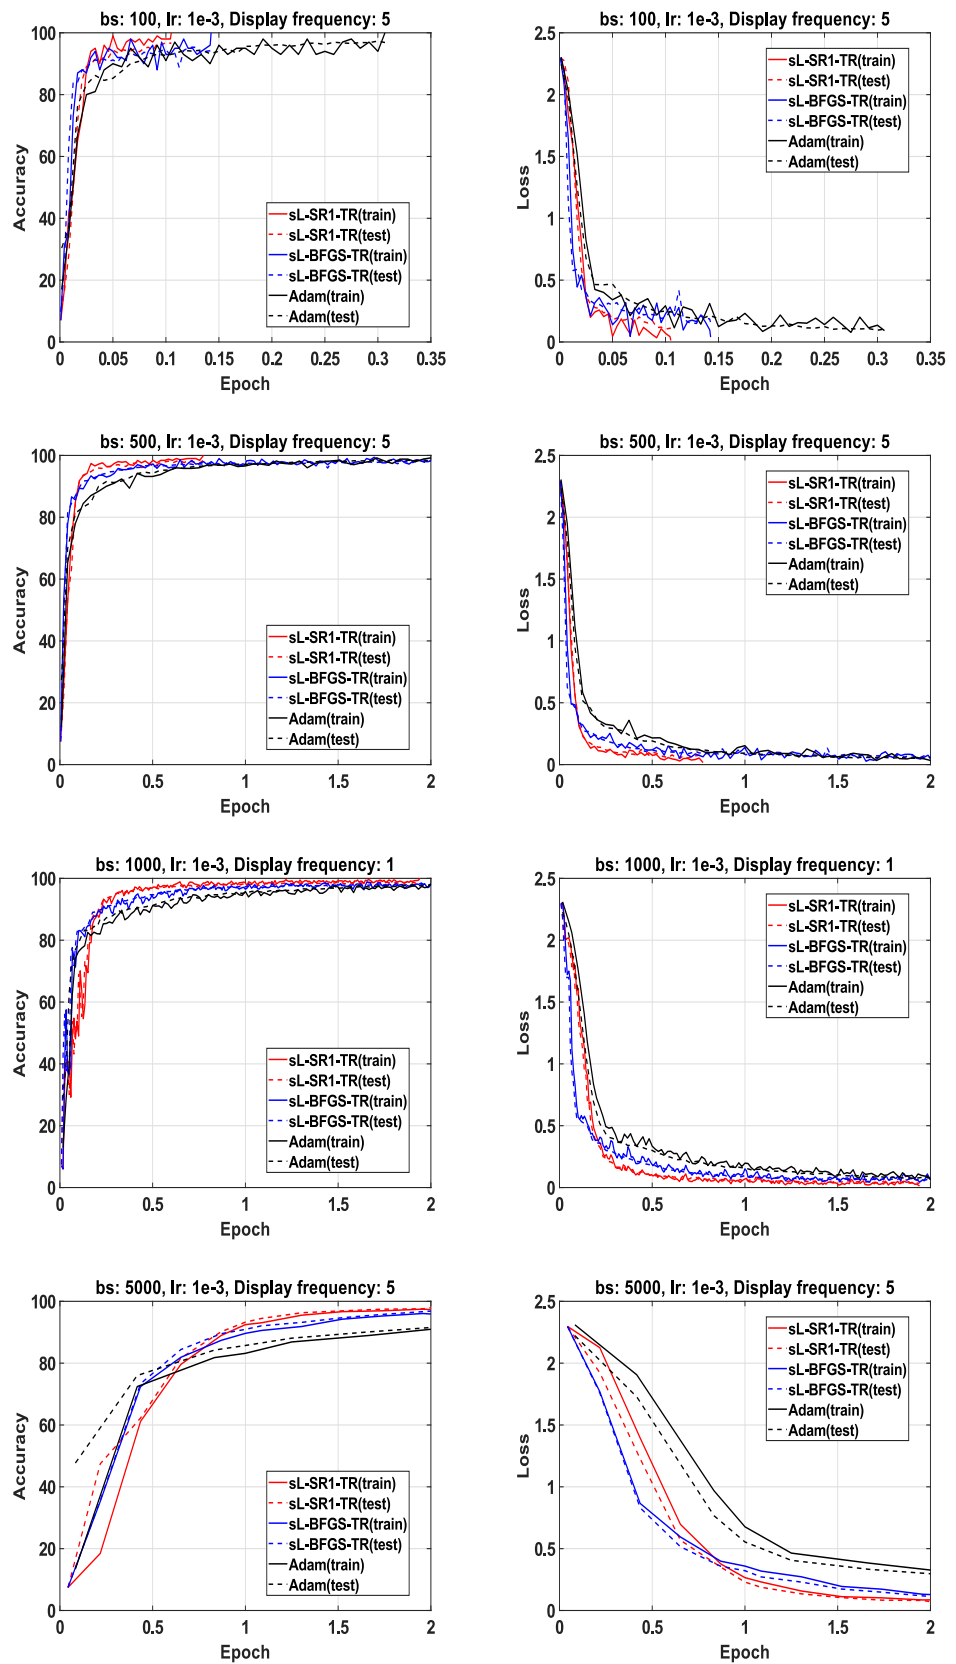 bs: 100, lr: 1e-3, Display frequency: 5
100
80
60
40
20
0
Accuracy
sL-SR1-TR(train)
sL-SR1-TR(test)
sL-BFGS-TR(train)
sL-BFGS-TR(test)
Adam(train)
Adam(test)
0 0.05 0.1 0.15 0.2 0.25 0.3 0.35
Epoch
bs: 100, lr: 1e-3, Display frequency: 5
2.5
2
1.5
1
0.5
0
Loss
sL-SR1-TR(train)
sL-SR1-TR(test)
sL-BFGS-TR(train)
sL-BFGS-TR(test)
Adam(train)
Adam(test)
0 0.05 0.1 0.15 0.2 0.25 0.3 0.35
Epoch
bs: 500, lr: 1e-3, Display frequency: 5
100
80
60
40
20
0
Accuracy
sL-SR1-TR(train)
sL-SR1-TR(test)
sL-BFGS-TR(train)
sL-BFGS-TR(test)
Adam(train)
Adam(test)
0 0.5 1 1.5 2
Epoch
bs: 500, lr: 1e-3, Display frequency: 5
2.5
2
1.5
1
0.5
0
Loss
sL-SR1-TR(train)
sL-SR1-TR(test)
sL-BFGS-TR(train)
sL-BFGS-TR(test)
Adam(train)
Adam(test)
0 0.5 1 1.5 2
Epoch
bs: 1000, lr: 1e-3, Display frequency: 1
100
80
60
40
20
0
Accuracy
sL-SR1-TR(train)
sL-SR1-TR(test)
sL-BFGS-TR(train)
sL-BFGS-TR(test)
Adam(train)
Adam(test)
0 0.5 1 1.5 2
Epoch
bs: 1000, lr: 1e-3, Display frequency: 1
2.5
2
1.5
1
0.5
0
Loss
sL-SR1-TR(train)
sL-SR1-TR(test)
sL-BFGS-TR(train)
sL-BFGS-TR(test)
Adam(train)
Adam(test)
0 0.5 1 1.5 2
Epoch
bs: 5000, lr: 1e-3, Display frequency: 5
100
80
60
40
20
0
Accuracy
sL-SR1-TR(train)
sL-SR1-TR(test)
sL-BFGS-TR(train)
sL-BFGS-TR(test)
Adam(train)
Adam(test)
0 0.5 1 1.5 2
Epoch
bs: 5000, lr: 1e-3, Display frequency: 5
2.5
2
1.5
1
0.5
0
Loss
sL-SR1-TR(train)
sL-SR1-TR(test)
sL-BFGS-TR(train)
sL-BFGS-TR(test)
Adam(train)
Adam(test)
0 0.5 1 1.5 2
Epoch